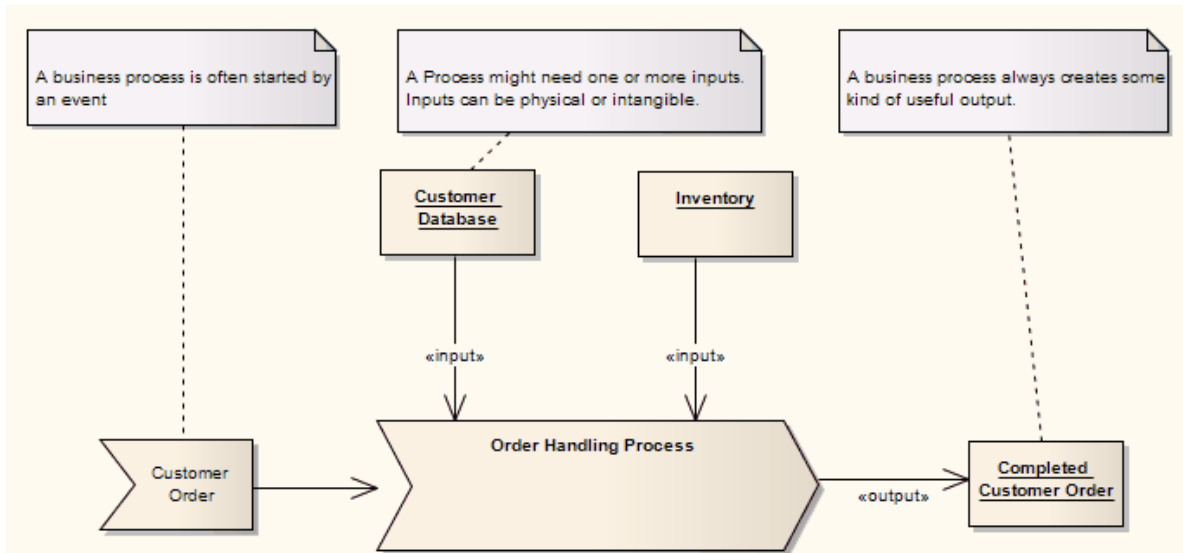 A business process is often started by
an event
A Process might need one or more inputs.
Inputs can be physical or intangible.
A business process always creates some
kind of useful output.
Customer
Database
Inventory
«input»
«input»
Customer
Order
Order Handling Process
«output»
Completed
Customer Order